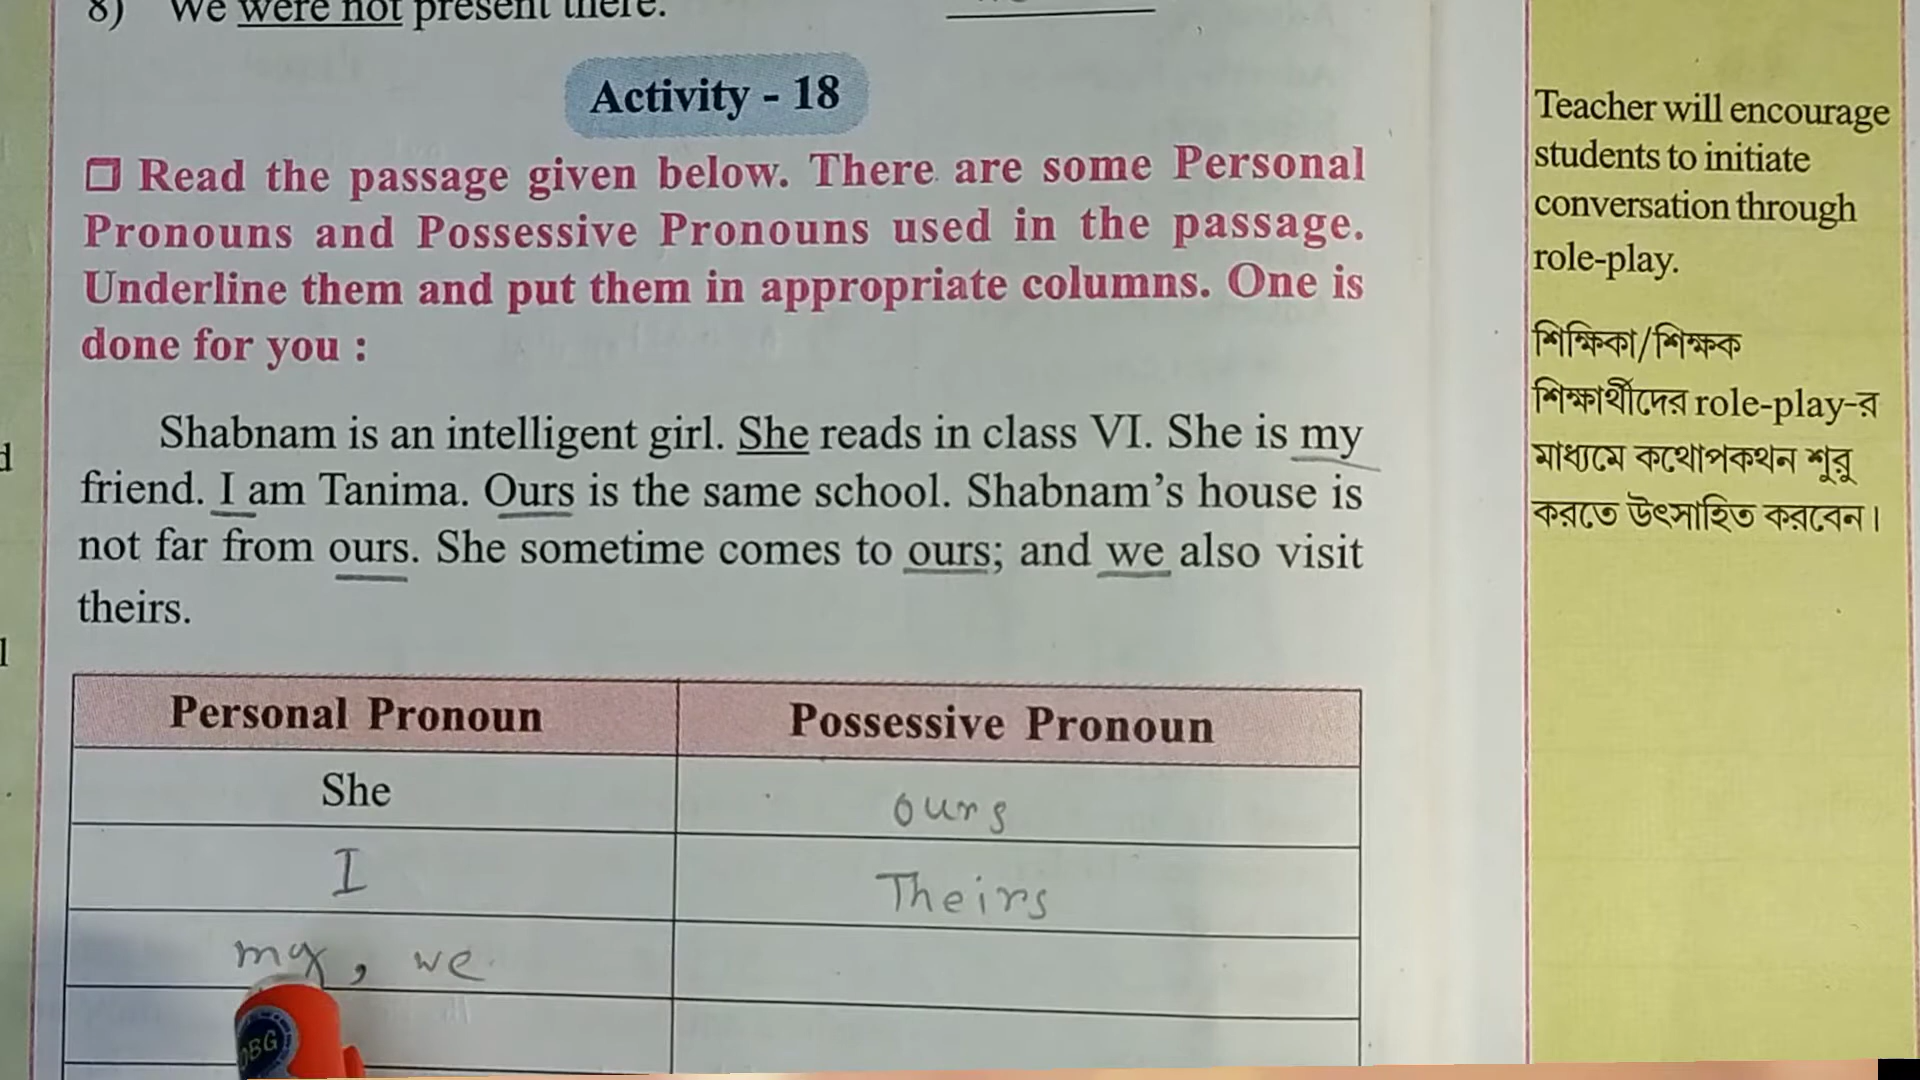 8) We were not present there.
Activity - 18
Read the passage given below. There are some Personal
Pronouns and Possessive Pronouns used in the passage.
Underline them and put them in appropriate columns. One is
done for you :
Shabnam is an intelligent girl. She reads in class VI. She is my
friend. I am Tanima. Ours is the same school. Shabnam's house is
not far from ours. She sometime comes to ours; and we also visit
theirs.
Personal Pronoun Possessive Pronoun
She ours
I Theirs
my, we
Teacher will encourage
students to initiate
conversation through
role-play.
শিক্ষিকা/শিক্ষক
শিক্ষার্থীদের role-play-র
মাধ্যমে কথোপকথন শুরু
করতে উৎসাহিত করবেন।